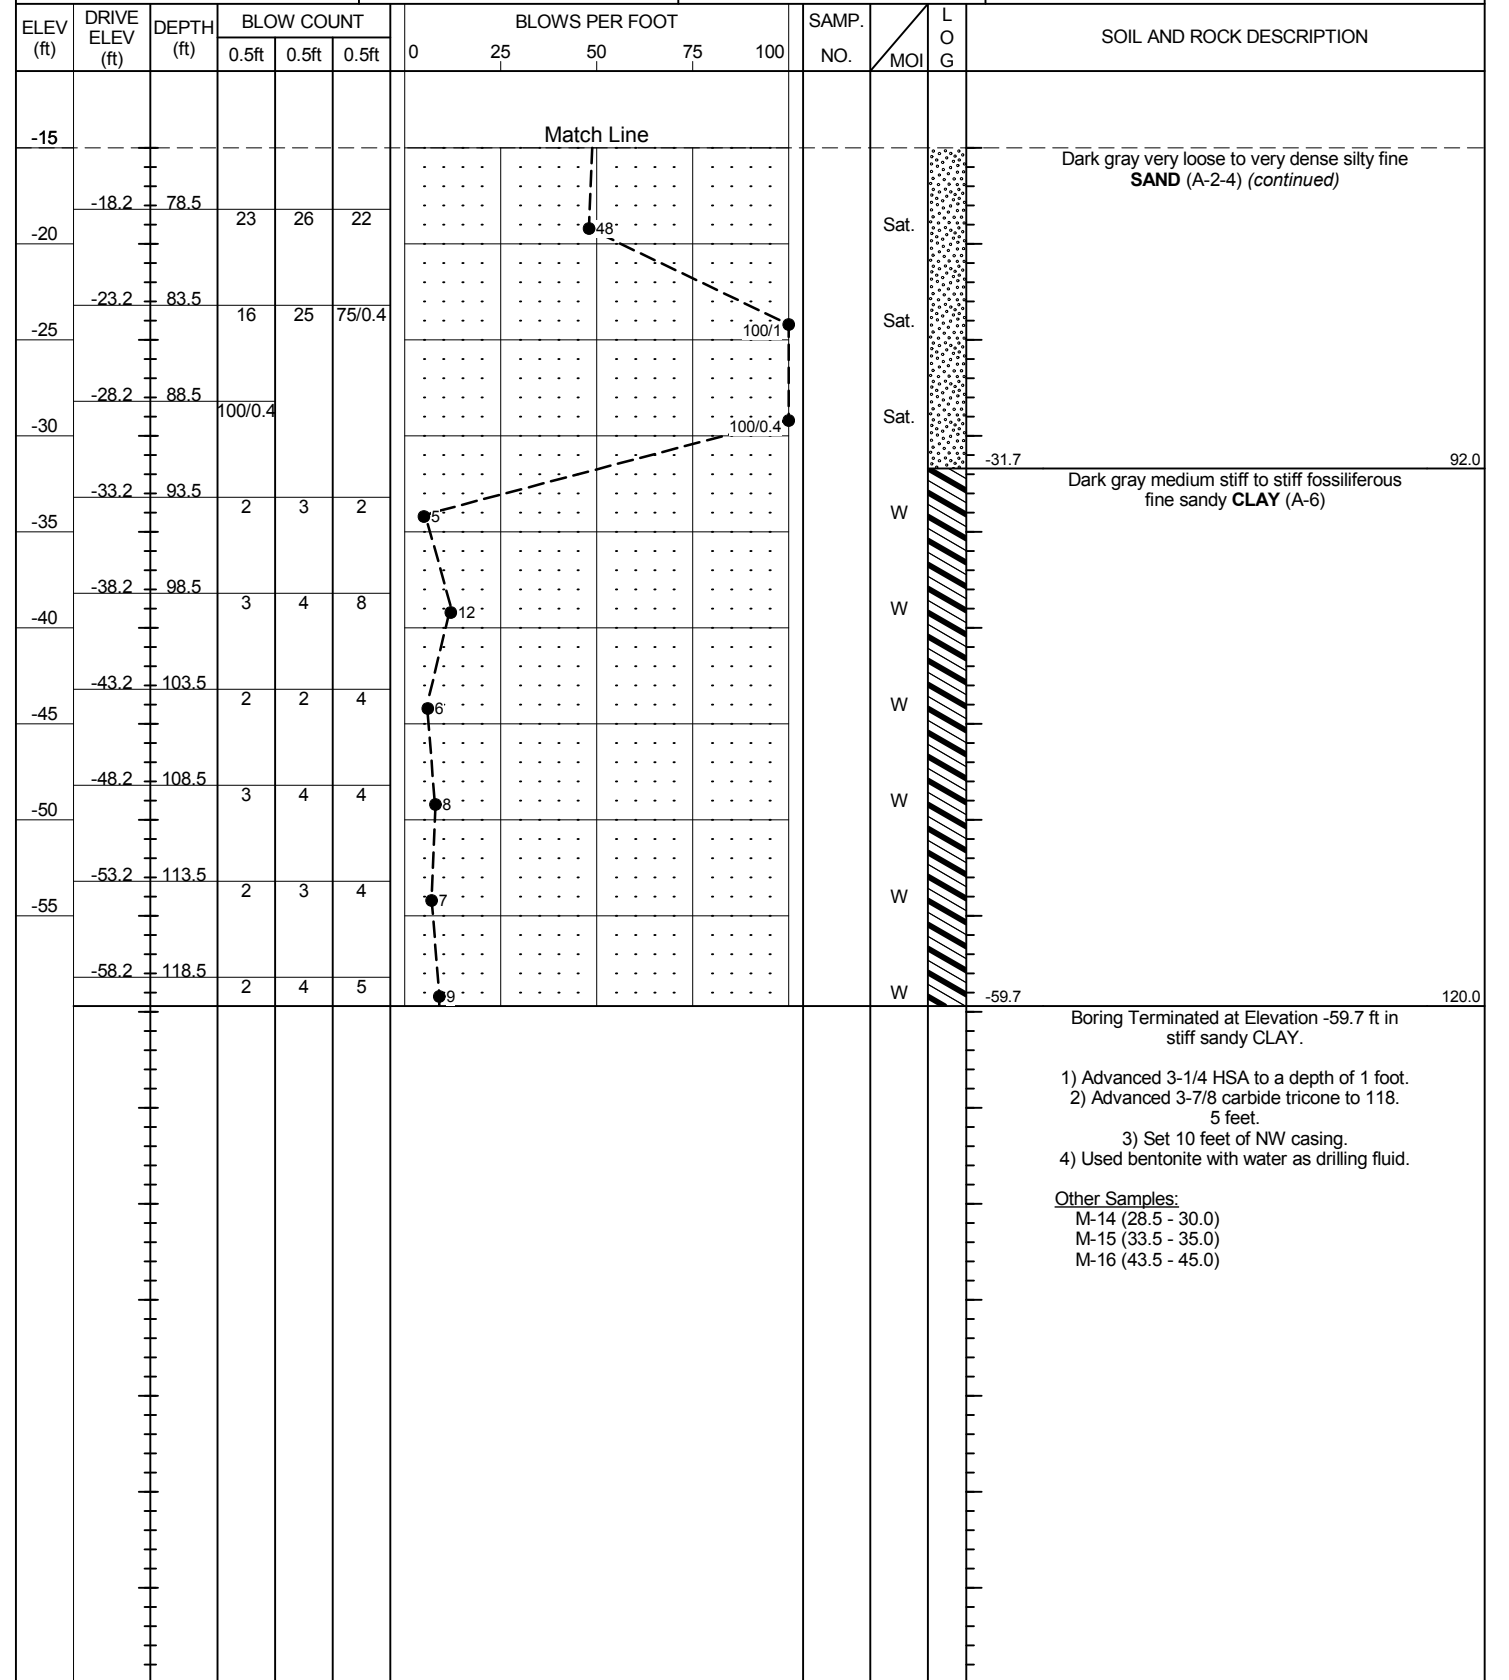 ELEV (ft) DRIVE ELEV (ft) DEPTH (ft) BLOW COUNT BLOWS PER FOOT SAMP. NO. MOI L O G SOIL AND ROCK DESCRIPTION
0.5ft 0.5ft 0.5ft 0 25 50 75 100
Match Line
-15
Dark gray very loose to very dense silty fine
SAND (A-2-4) (continued)
-18.2 78.5
23 26 22 48 Sat.
-20
-23.2 83.5
16 25 75/0.4 100/1 Sat.
-25
-28.2 88.5
100/0.4 100/0.4 Sat.
-30
-31.7 92.0
Dark gray medium stiff to stiff fossiliferous
fine sandy CLAY (A-6)
-33.2 93.5
2 3 2 5 W
-35
-38.2 98.5
3 4 8 12 W
-40
-43.2 103.5
2 2 4 6 W
-45
-48.2 108.5
3 4 4 8 W
-50
-53.2 113.5
2 3 4 7 W
-55
-58.2 118.5
2 4 5 9 W
-59.7 120.0
Boring Terminated at Elevation -59.7 ft in
stiff sandy CLAY.
1) Advanced 3-1/4 HSA to a depth of 1 foot.
2) Advanced 3-7/8 carbide tricone to 118.
5 feet.
3) Set 10 feet of NW casing.
4) Used bentonite with water as drilling fluid.
Other Samples:
M-14 (28.5 - 30.0)
M-15 (33.5 - 35.0)
M-16 (43.5 - 45.0)